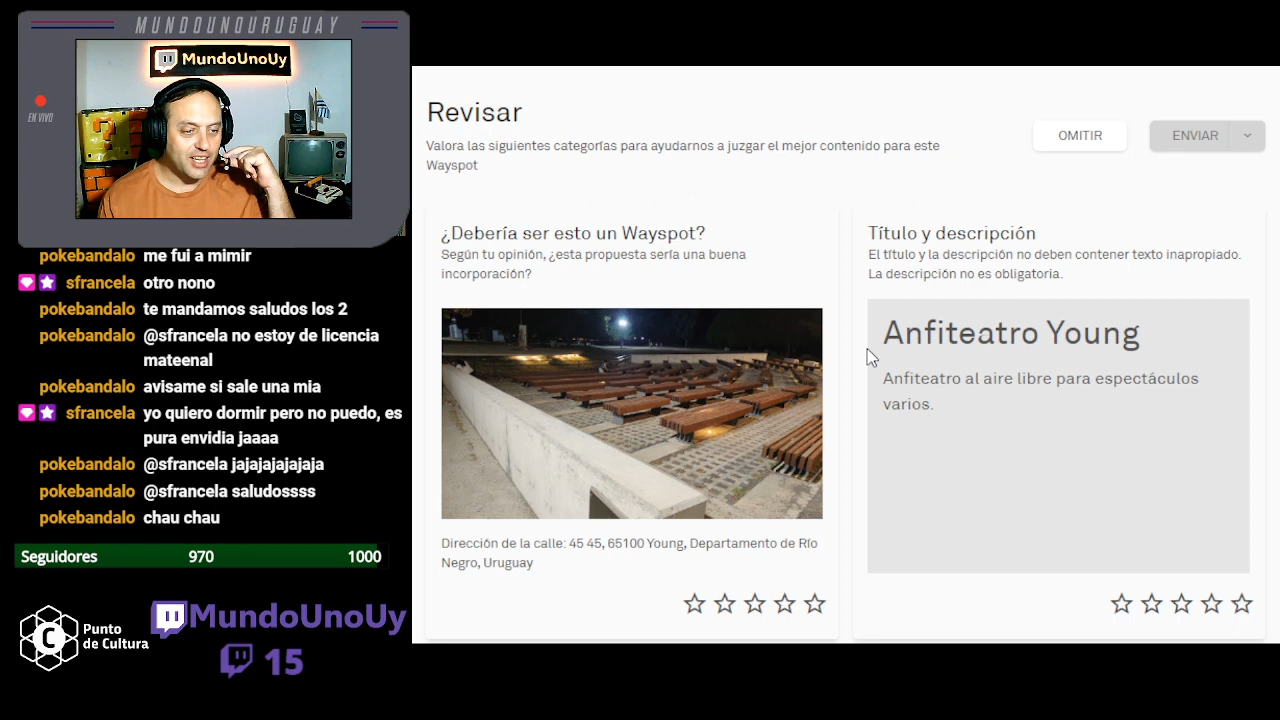 MUNDOUNOURUGUAY
MundoUnoUy
EN VIVO
pokebandalo me fui a mimir
sfrancela otro nono
pokebandalo te mandamos saludos los 2
pokebandalo @sfrancela no estoy de licencia
mateenal
pokebandalo avisame si sale una mia
sfrancela yo quiero dormir pero no puedo, es
pura envidia jaaaa
pokebandalo @sfrancela jajajajajaja
pokebandalo @sfrancela saludossss
pokebandalo chau chau
Seguidores 970 1000
C Punto
de Cultura
MundoUnoUy
15
Revisar
Valora las siguientes categorías para ayudarnos a juzgar el mejor contenido para este
Wayspot
OMITIR
ENVIAR
¿Debería ser esto un Wayspot?
Según tu opinión, ¿esta propuesta sería una buena
incorporación?
Dirección de la calle: 45 45, 65100 Young, Departamento de Río
Negro, Uruguay
Título y descripción
El título y la descripción no deben contener texto inapropiado.
La descripción no es obligatoria.
Anfiteatro Young
Anfiteatro al aire libre para espectáculos
varios.